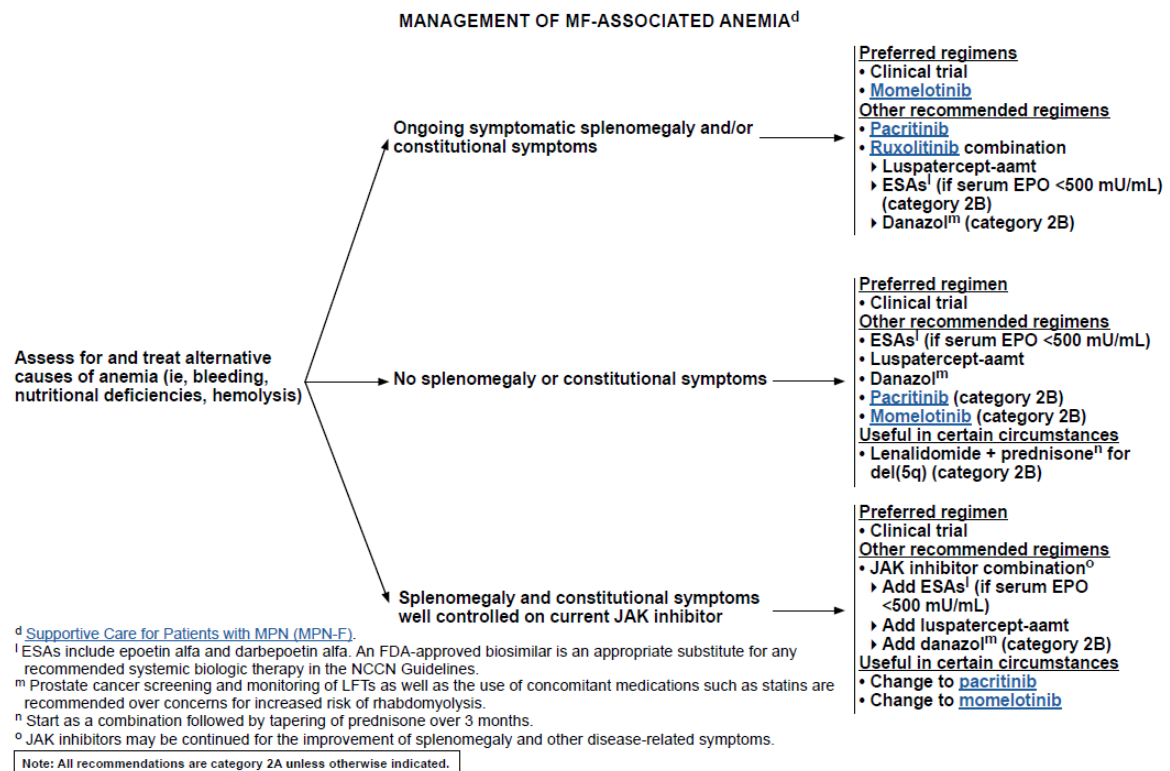 MANAGEMENT OF MF-ASSOCIATED ANEMIAd
Assess for and treat alternative
causes of anemia (ie, bleeding,
nutritional deficiencies, hemolysis)
Ongoing symptomatic splenomegaly and/or
constitutional symptoms
Preferred regimens
• Clinical trial
• Momelotinib
Other recommended regimens
• Pacritinib
• Ruxolitinib combination
▸ Luspatercept-aamt
▸ ESAsl (if serum EPO <500 mU/mL)
(category 2B)
▸ Danazolm (category 2B)
No splenomegaly or constitutional symptoms
Preferred regimen
• Clinical trial
Other recommended regimens
• ESAsl (if serum EPO <500 mU/mL)
• Luspatercept-aamt
• Danazolm
• Pacritinib (category 2B)
• Momelotinib (category 2B)
Useful in certain circumstances
• Lenalidomide + prednisonen for
del(5q) (category 2B)
Splenomegaly and constitutional symptoms
well controlled on current JAK inhibitor
Preferred regimen
• Clinical trial
Other recommended regimens
• JAK inhibitor combinationo
▸ Add ESAsl (if serum EPO
<500 mU/mL)
▸ Add luspatercept-aamt
▸ Add danazolm (category 2B)
Useful in certain circumstances
• Change to pacritinib
• Change to momelotinib
d Supportive Care for Patients with MPN (MPN-F).
l ESAs include epoetin alfa and darbepoetin alfa. An FDA-approved biosimilar is an appropriate substitute for any
recommended systemic biologic therapy in the NCCN Guidelines.
m Prostate cancer screening and monitoring of LFTs as well as the use of concomitant medications such as statins are
recommended over concerns for increased risk of rhabdomyolysis.
n Start as a combination followed by tapering of prednisone over 3 months.
o JAK inhibitors may be continued for the improvement of splenomegaly and other disease-related symptoms.
Note: All recommendations are category 2A unless otherwise indicated.